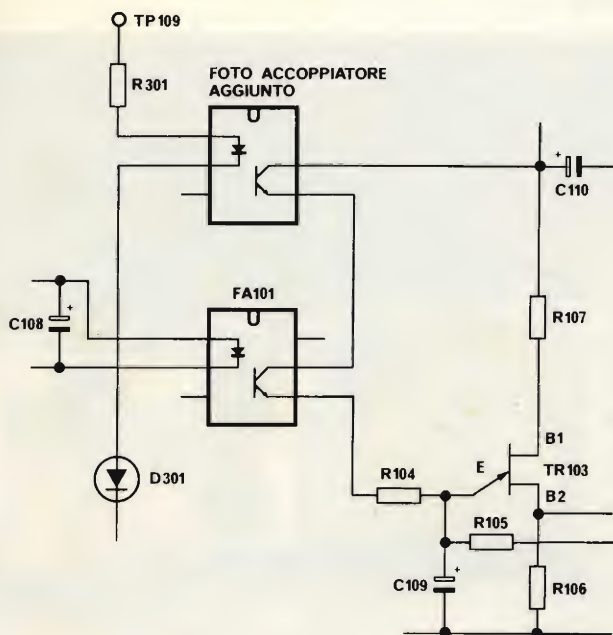 TP109
R301
FOTO ACCOPPIATORE
AGGIUNTO
+
C110
C108
+
FA101
R107
B1
E
TR103
B2
R104
R105
D301
C109
+
R106